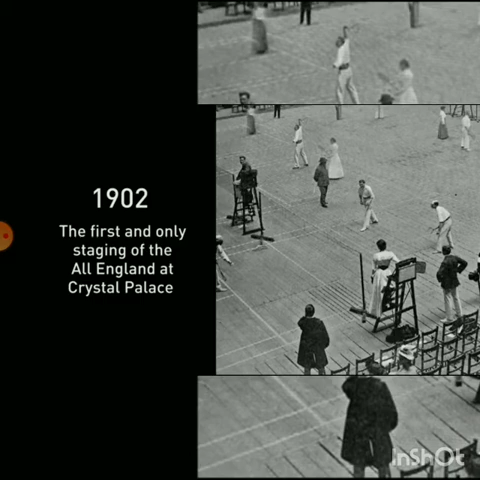 1902
The first and only
staging of the
All England at
Crystal Palace
InShOt